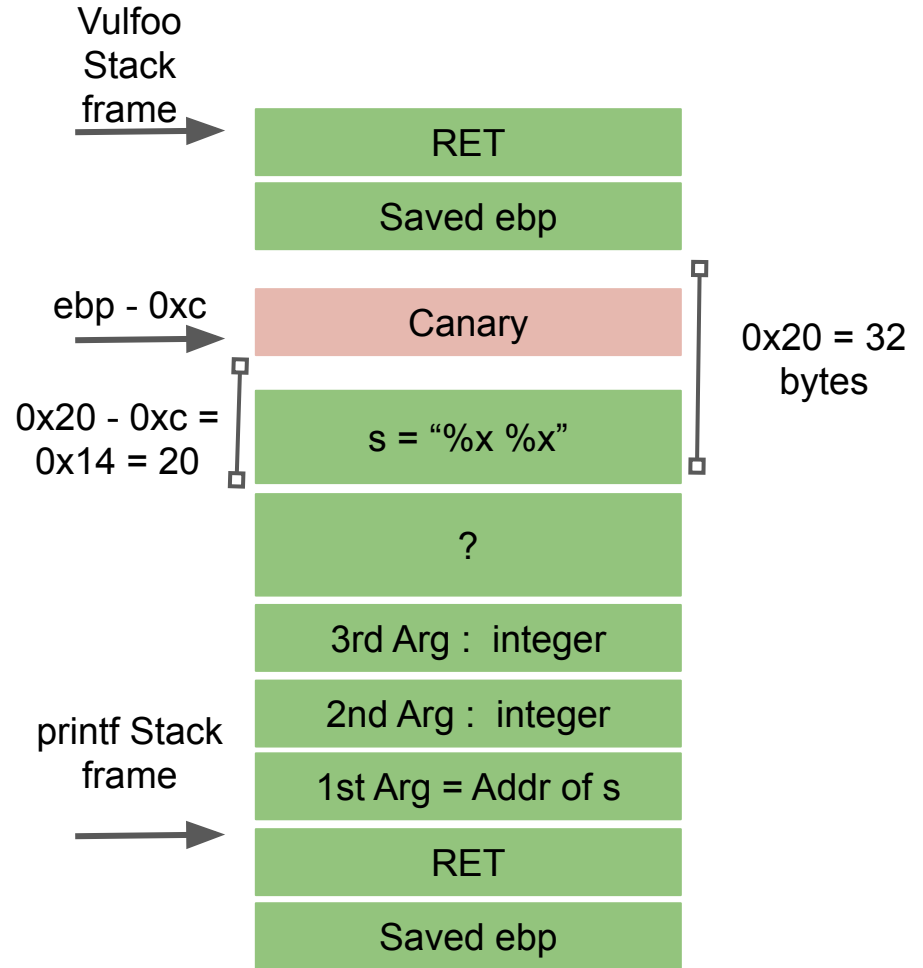 Vulfoo
Stack
frame
RET
Saved ebp
ebp - 0xc
Canary
0x20 = 32
bytes
0x20 - 0xc =
0x14 = 20
s = “%x %x”
?
3rd Arg :  integer
2nd Arg :  integer
printf Stack
frame
1st Arg = Addr of s
RET
Saved ebp